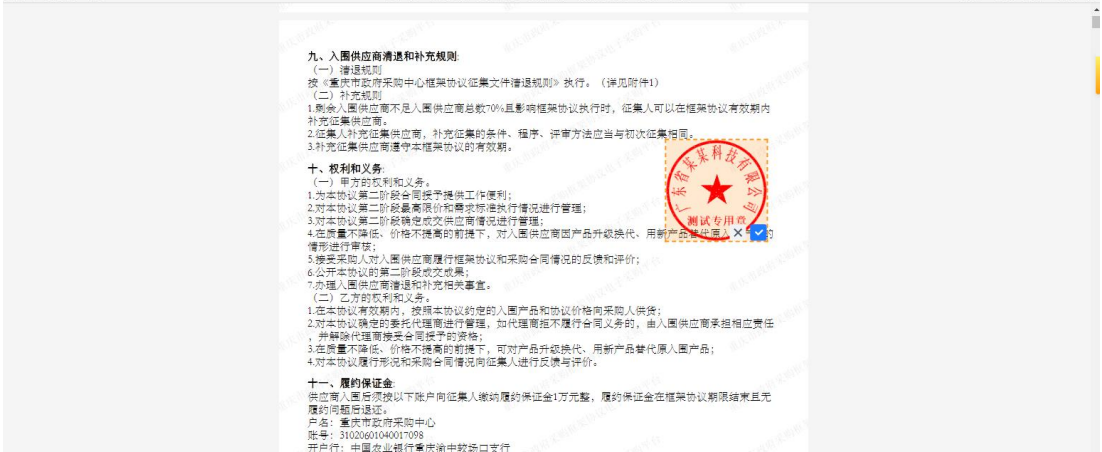 九、入围供应商清退和补充规则:
（一）清退规则
按《重庆市政府采购中心框架协议征集文件清退规则》执行。（详见附件1）
（二）补充规则
1.剩余入围供应商不足入围供应商总数70%且影响框架协议执行时，征集人可以在框架协议有效期内
补充征集供应商。
2.征集人补充征集供应商，补充征集的条件、程序、评审方法应当与初次征集相同。
3.补充征集供应商遵守本框架协议的有效期。
十、权利和义务:
（一）甲方的权利和义务。
1.为本协议第二阶段合同授予提供工作便利；
2.对本协议第二阶段最高限价和需求标准执行情况进行管理；
3.对本协议第二阶段确定成交供应商情况进行管理；
4.在质量不降低、价格不提高的前提下，对入围供应商因产品升级换代、用新产品替代原入
的
情形进行审核；
5.接受采购人对入围供应商履行框架协议和采购合同情况的反馈和评价；
6.公开本协议的第二阶段成交成果；
7.办理入围供应商清退和补充相关事宜。
（二）乙方的权利和义务。
1.在本协议有效期内，按照本协议约定的入围产品和协议价格向采购人供货；
2.对本协议确定的委托代理商进行管理，如代理商拒不履行合同义务的，由入围供应商承担相应责任
，并解除代理商接受合同授予的资格；
3.在质量不降低、价格不提高的前提下，可对产品升级换代、用新产品替代原入围产品；
4.对本协议履行形况和采购合同情况向征集人进行反馈与评价。
十一、履约保证金:
供应商入围后须按以下账户向征集人缴纳履约保证金1万元整，履约保证金在框架协议期限结束且无
履约问题后退还。
户名：重庆市政府采购中心
账号：31020601040017098
开户行：中国农业银行重庆渝中较场口支行
广东省某某科技有限公司
测试专用章